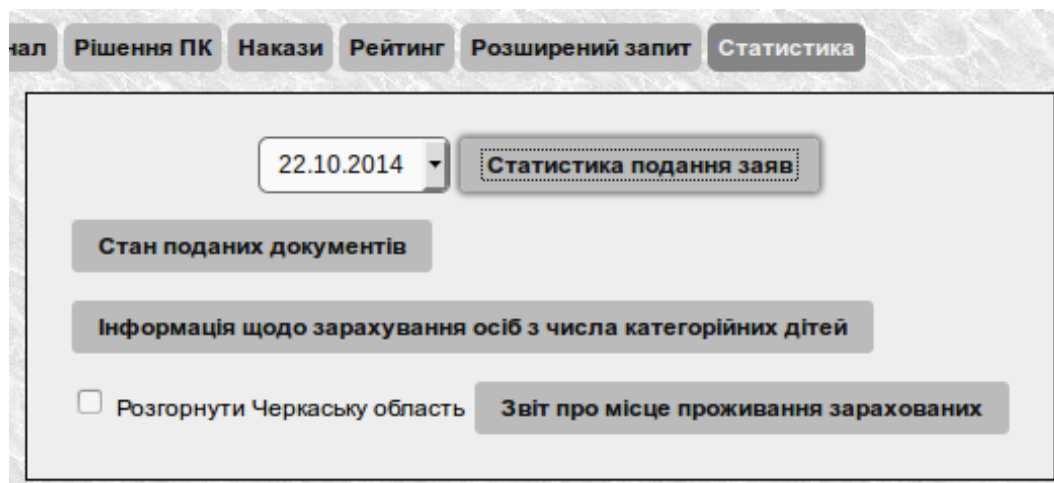 нал Рішення ПК Накази Рейтинг Розширений запит Статистика
22.10.2014 Статистика подання заяв
Стан поданих документів
Інформація щодо зарахування осіб з числа категорійних дітей
Розгорнути Черкаську область Звіт про місце проживання зарахованих